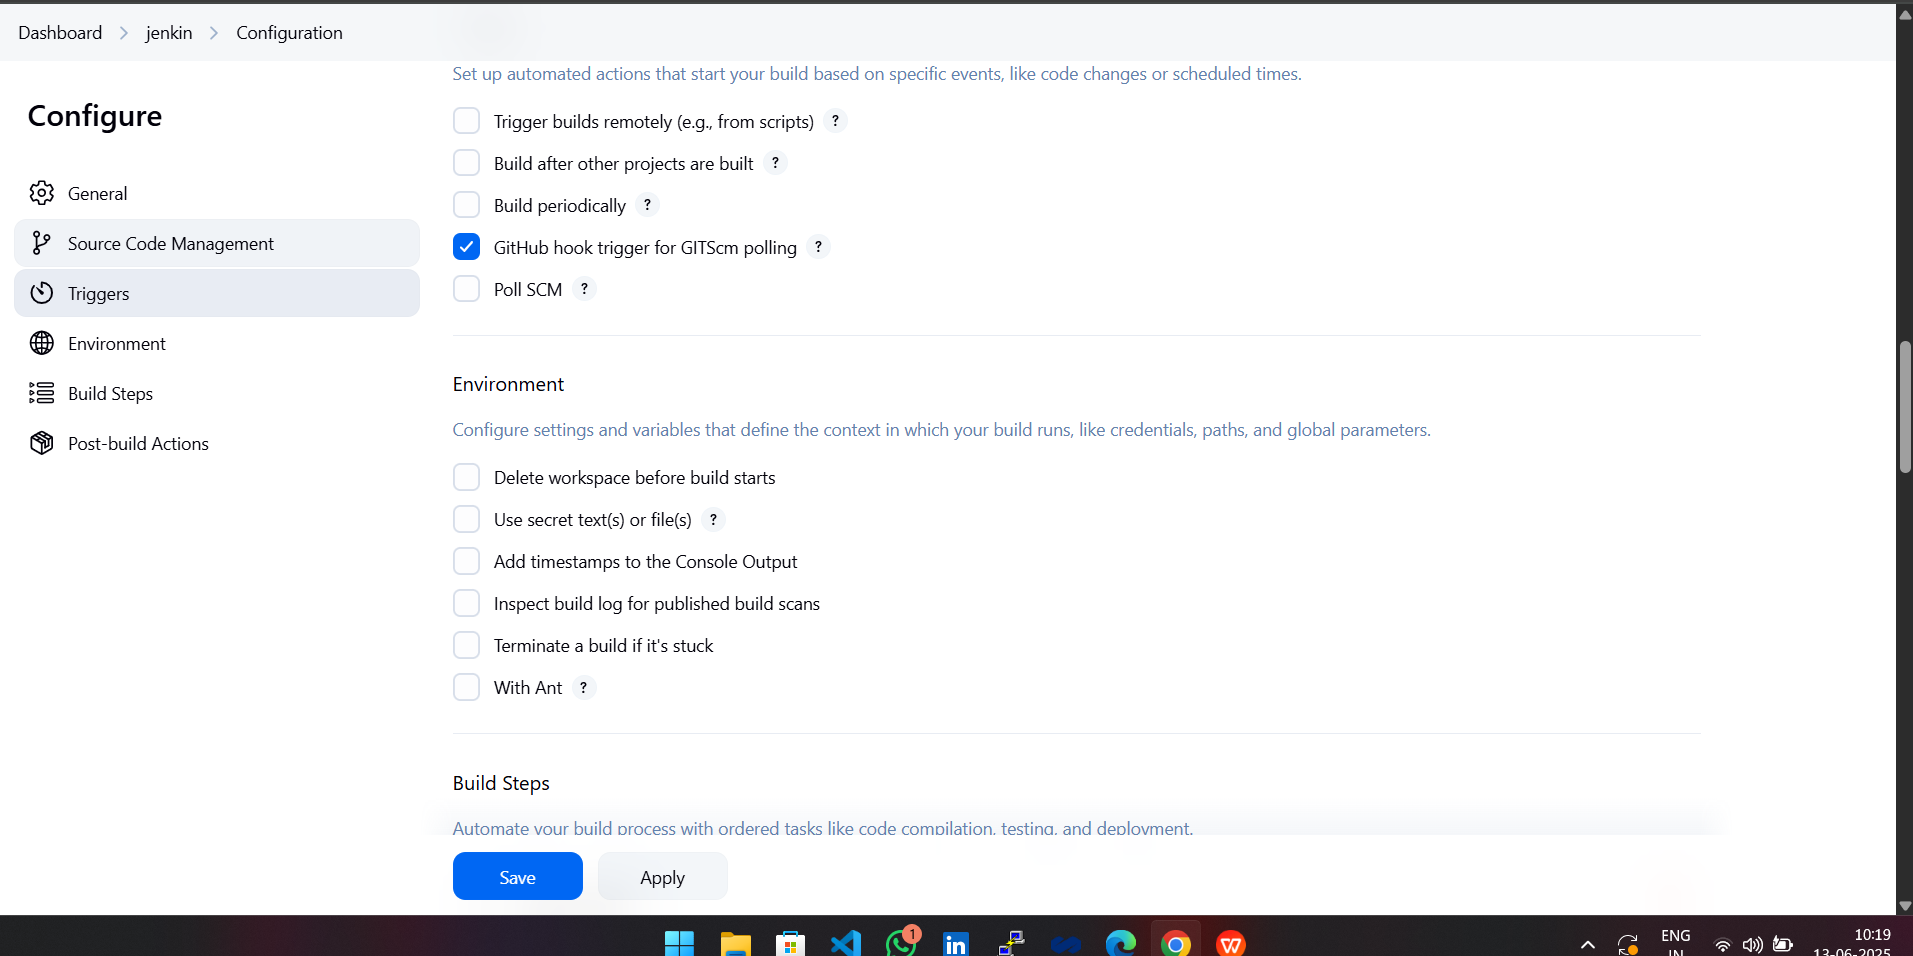 Dashboard > jenkin > Configuration
Configure
General
Source Code Management
Triggers
Environment
Build Steps
Post-build Actions
Set up automated actions that start your build based on specific events, like code changes or scheduled times.
Trigger builds remotely (e.g., from scripts) ?
Build after other projects are built ?
Build periodically ?
GitHub hook trigger for GITScm polling ?
Poll SCM ?
Environment
Configure settings and variables that define the context in which your build runs, like credentials, paths, and global parameters.
Delete workspace before build starts
Use secret text(s) or file(s) ?
Add timestamps to the Console Output
Inspect build log for published build scans
Terminate a build if it's stuck
With Ant ?
Build Steps
Automate your build process with ordered tasks like code compilation, testing, and deployment.
Save
Apply
1
in
W
ENG
IN
10:19
13-06-2025